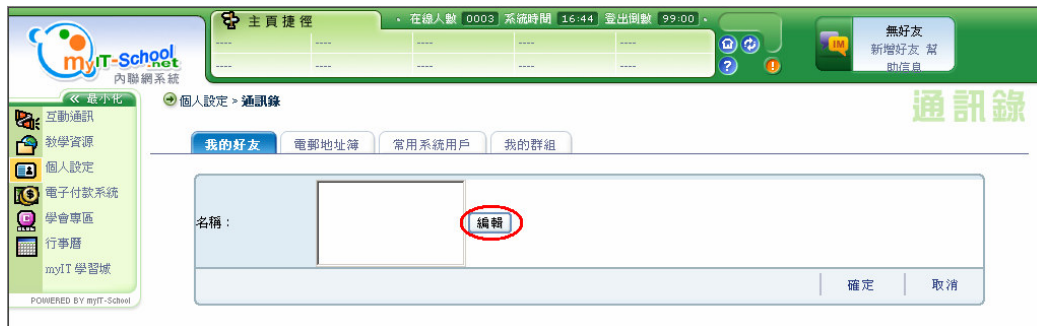 主頁捷徑
· 在線人數 0003 系統時間 16:44 登出倒數 99:00 ·
---- ---- ---- ---- ----
---- ---- ---- ---- ----
IM
無好友
新增好友 幫
助信息
myIT-School.net
內聯網系統
≪ 最小化
互動通訊
教學資源
個人設定
電子付款系統
學會專區
行事曆
myIT 學習城
POWERED BY myIT-School
個人設定 > 通訊錄
通訊錄
我的好友 電郵地址簿 常用系統用戶 我的群組
名稱：
編輯
確定 取消